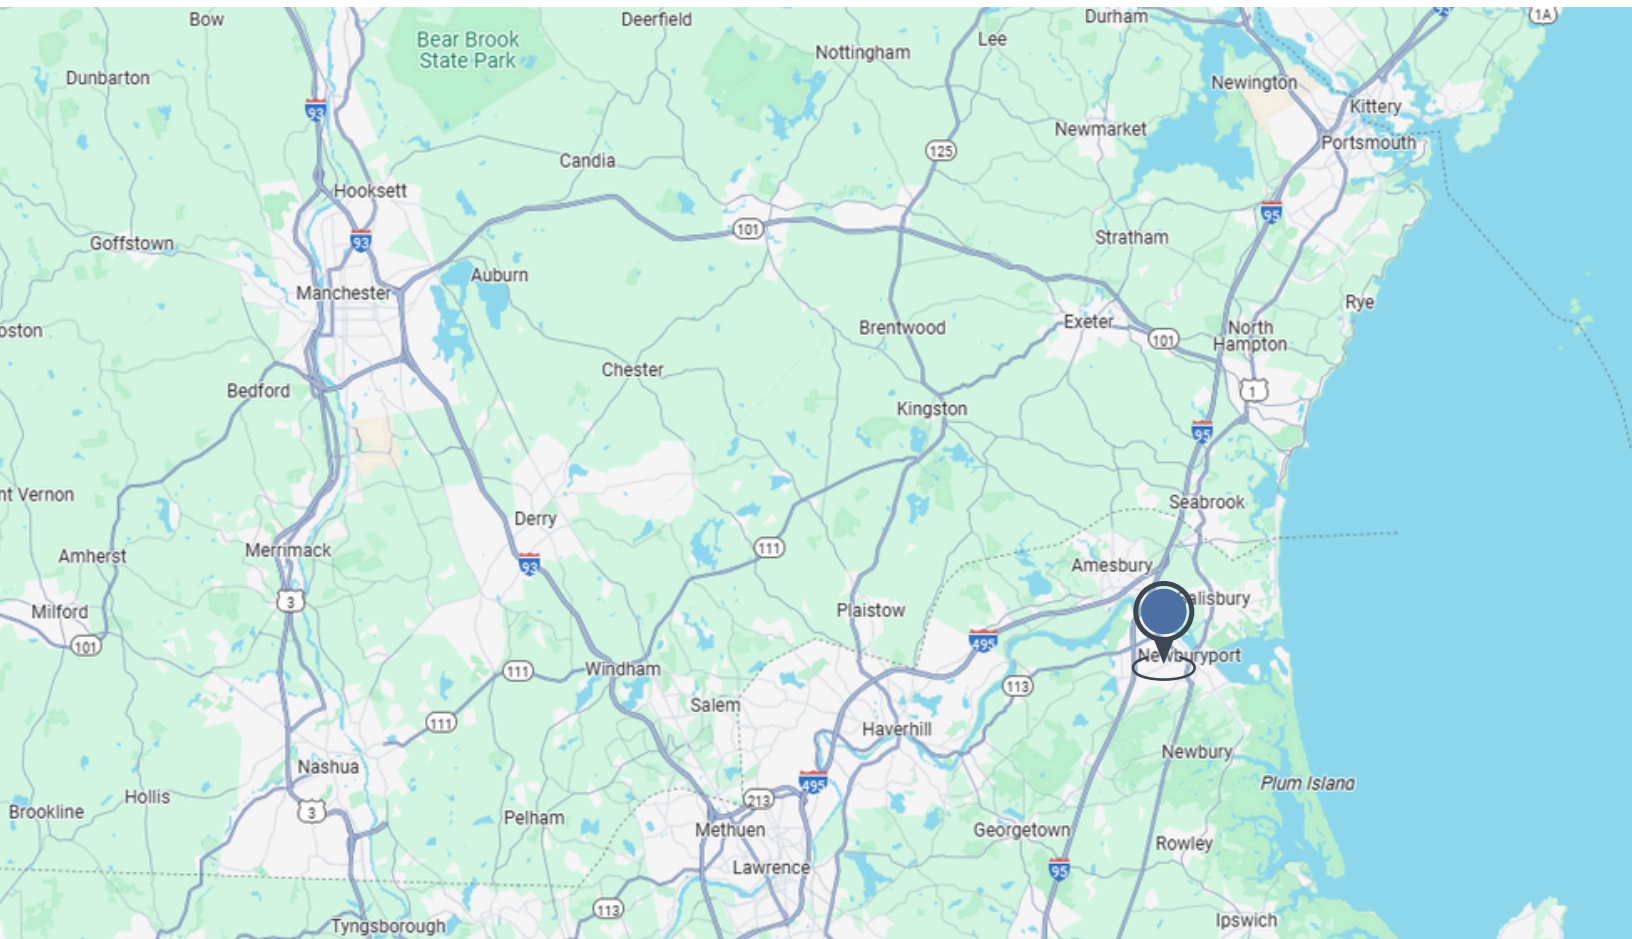 Bow
Deerfield
Durham
93
1A
Bear Brook
State Park
Nottingham
Lee
Dunbarton
Newington
93
Kittery
Newmarket
Portsmouth
125
Candia
Hooksett
95
101
Goffstown
93
Stratham
Auburn
Manchester
Rye
oston
Brentwood
Exeter
North
Hampton
101
Chester
Bedford
1
Kingston
95
nt Vernon
Seabrook
Derry
Merrimack
111
Amherst
93
Amesbury
3
Milford
Plaistow
alisbury
101
495
Newburyport
111
Windham
113
Salem
111
Haverhill
Newbury
Nashua
495
Plum Island
Hollis
213
Brookline
3
Pelham
Methuen
Georgetown
Rowley
Lawrence
95
113
Ipswich
Tyngsborough